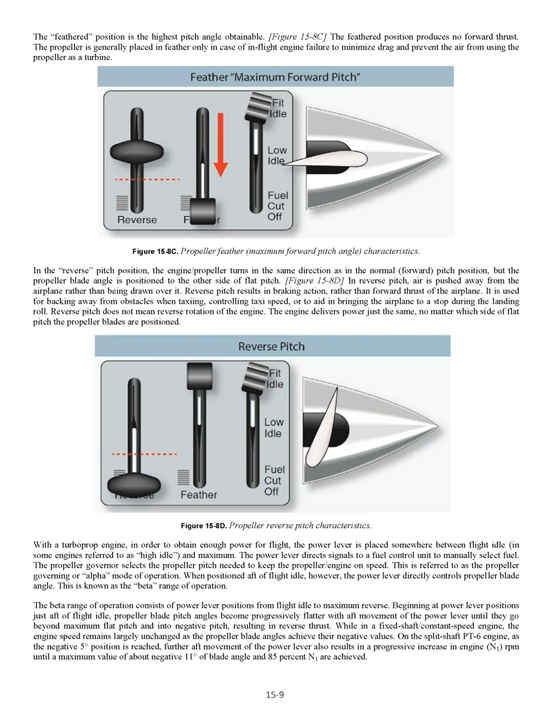 The “feathered” position is the highest pitch angle obtainable. [Figure 15-8C] The feathered position produces no forward thrust.
The propeller is generally placed in feather only in case of in-flight engine failure to minimize drag and prevent the air from using the
propeller as a turbine.
Feather “Maximum Forward Pitch”
Flt
Idle
Low
Idle
Fuel
Cut
Off
Reverse
F r
Figure 15-8C. Propeller feather (maximum forward pitch angle) characteristics.
In the “reverse” pitch position, the engine/propeller turns in the same direction as in the normal (forward) pitch position, but the
propeller blade angle is positioned to the other side of flat pitch. [Figure 15-8D] In reverse pitch, air is pushed away from the
airplane rather than being drawn over it. Reverse pitch results in braking action, rather than forward thrust of the airplane. It is used
for backing away from obstacles when taxiing, controlling taxi speed, or to aid in bringing the airplane to a stop during the landing
roll. Reverse pitch does not mean reverse rotation of the engine. The engine delivers power just the same, no matter which side of flat
pitch the propeller blades are positioned.
Reverse Pitch
Flt
Idle
Low
Idle
Fuel
Cut
Off
Reverse
Feather
Figure 15-8D. Propeller reverse pitch characteristics.
With a turboprop engine, in order to obtain enough power for flight, the power lever is placed somewhere between flight idle (in
some engines referred to as “high idle”) and maximum. The power lever directs signals to a fuel control unit to manually select fuel.
The propeller governor selects the propeller pitch needed to keep the propeller/engine on speed. This is referred to as the propeller
governing or “alpha” mode of operation. When positioned aft of flight idle, however, the power lever directly controls propeller blade
angle. This is known as the “beta” range of operation.
The beta range of operation consists of power lever positions from flight idle to maximum reverse. Beginning at power lever positions
just aft of flight idle, propeller blade pitch angles become progressively flatter with aft movement of the power lever until they go
beyond maximum flat pitch and into negative pitch, resulting in reverse thrust. While in a fixed-shaft/constant-speed engine, the
engine speed remains largely unchanged as the propeller blade angles achieve their negative values. On the split-shaft PT-6 engine, as
the negative 5° position is reached, further aft movement of the power lever also results in a progressive increase in engine (N1) rpm
until a maximum value of about negative 11° of blade angle and 85 percent N1 are achieved.
15-9